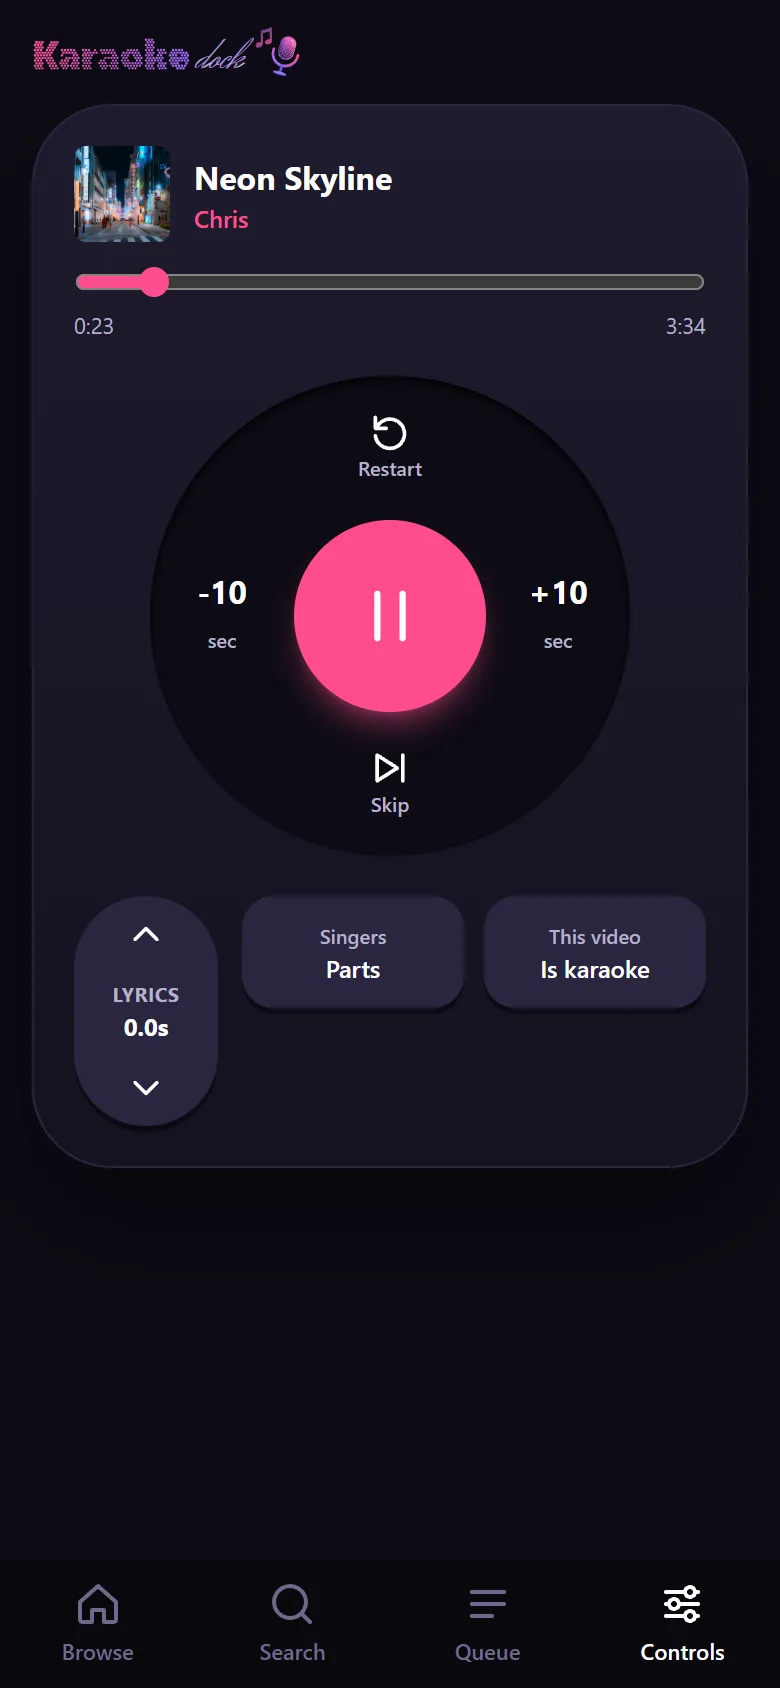 Karaoke dock
Neon Skyline
Chris
0:23
3:34
Restart
-10
sec
+10
sec
Skip
LYRICS
0.0s
Singers
Parts
This video
Is karaoke
Browse
Search
Queue
Controls